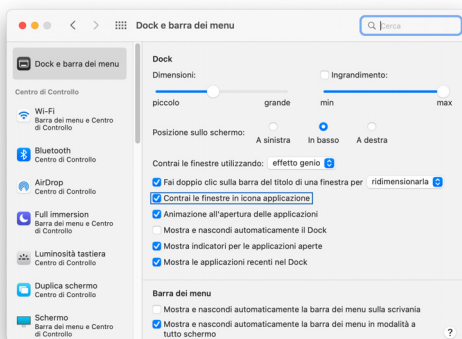 Dock e barra dei menu
Cerca
Dock e barra dei menu
Centro di Controllo
Wi-Fi
Barra dei menu e Centro
di Controllo
Bluetooth
Centro di Controllo
AirDrop
Centro di Controllo
Full immersion
Barra dei menu e Centro
di Controllo
Luminosità tastiera
Centro di Controllo
Duplica schermo
Centro di Controllo
Schermo
Barra dei menu e Centro
di Controllo
Dock
Dimensioni:
Ingrandimento:
piccolo grande min max
Posizione sullo schermo:
A sinistra In basso A destra
Contrai le finestre utilizzando: effetto genio
Fai doppio clic sulla barra del titolo di una finestra per ridimensionarla
Contrai le finestre in icona applicazione
Animazione all'apertura delle applicazioni
Mostra e nascondi automaticamente il Dock
Mostra indicatori per le applicazioni aperte
Mostra le applicazioni recenti nel Dock
Barra dei menu
Mostra e nascondi automaticamente la barra dei menu sulla scrivania
Mostra e nascondi automaticamente la barra dei menu in modalità a
tutto schermo
?